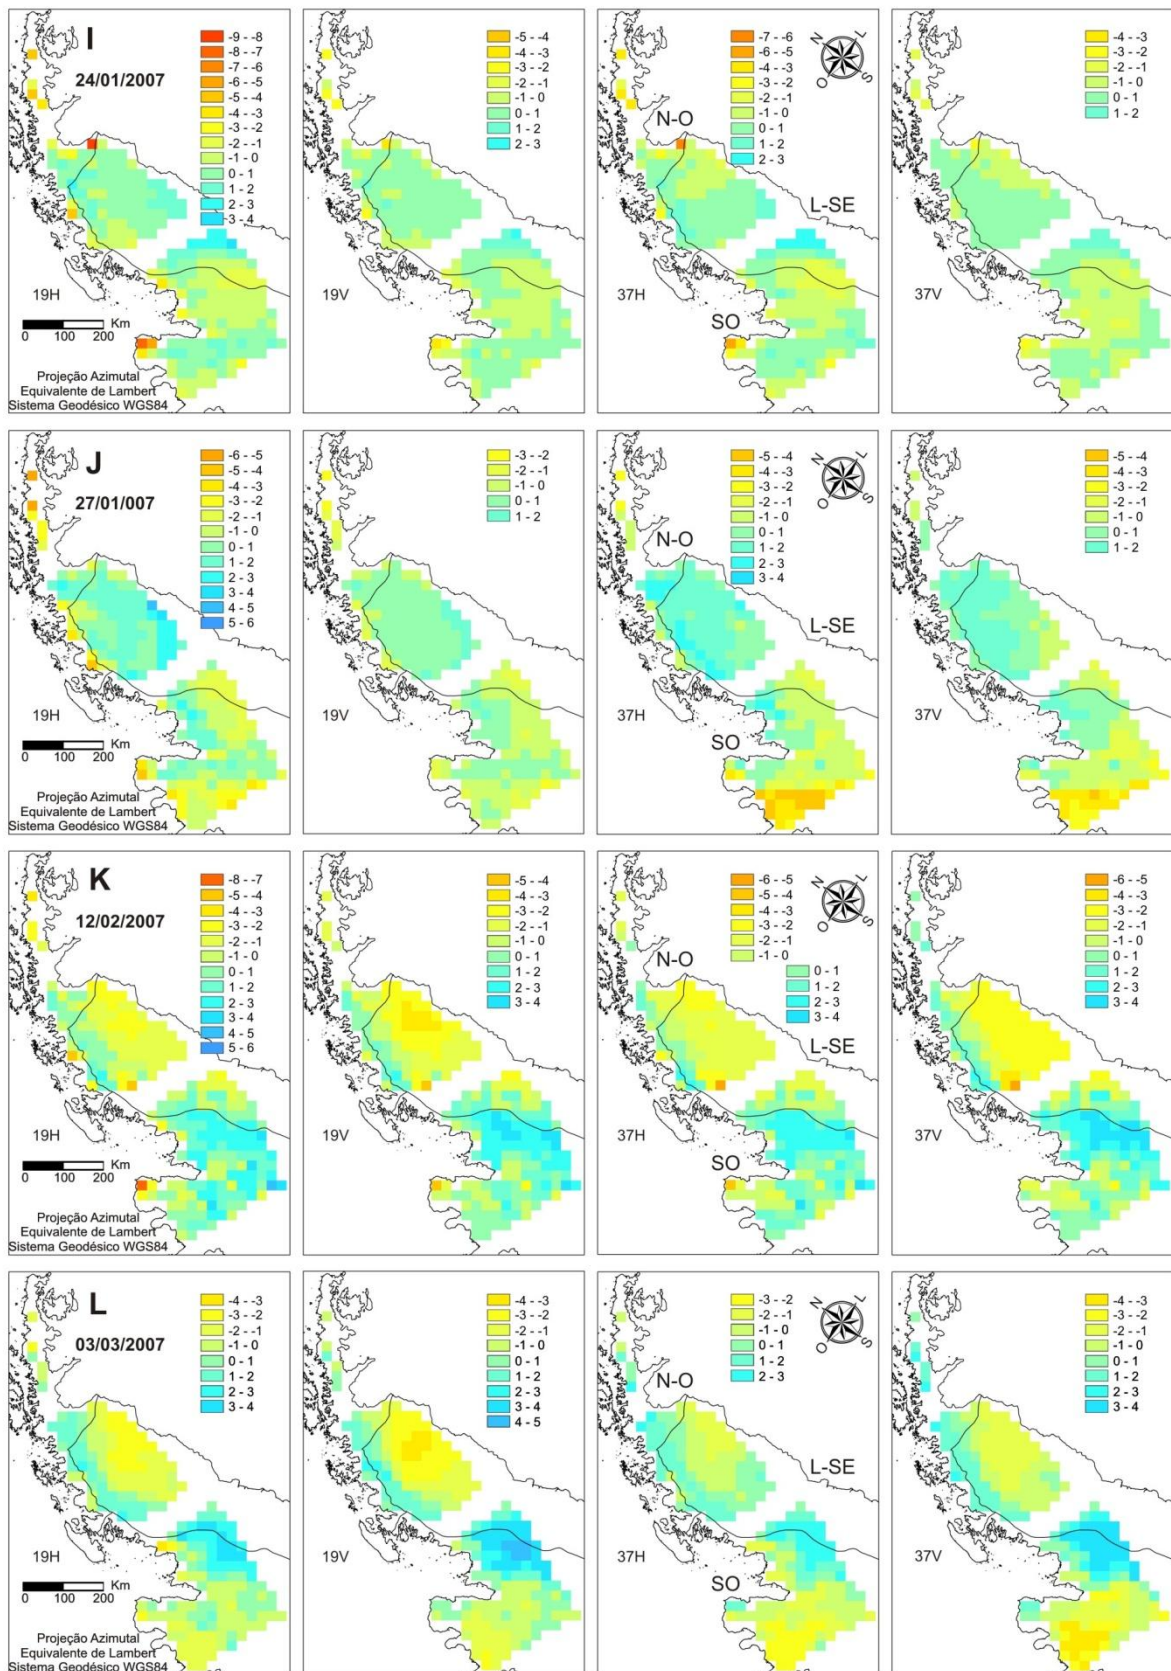 I
24/01/2007
-9 - -8
-8 - -7
-7 - -6
-6 - -5
-5 - -4
-4 - -3
-3 - -2
-2 - -1
-1 - 0
0 - 1
1 - 2
2 - 3
3 - 4
19H
Km
0 100 200
Projeção Azimutal
Equivalente de Lambert
Sistema Geodésico WGS84
-5 - -4
-4 - -3
-3 - -2
-2 - -1
-1 - 0
0 - 1
1 - 2
2 - 3
19V
-7 - -6
-6 - -5
-4 - -3
-3 - -2
-2 - -1
-1 - 0
0 - 1
1 - 2
2 - 3
N L
O S
N-O
L-SE
37H
SO
-4 - -3
-3 - -2
-2 - -1
-1 - 0
0 - 1
1 - 2
37V
J
27/01/007
-6 - -5
-5 - -4
-4 - -3
-3 - -2
-2 - -1
-1 - 0
0 - 1
1 - 2
2 - 3
3 - 4
4 - 5
5 - 6
19H
Km
0 100 200
Projeção Azimutal
Equivalente de Lambert
Sistema Geodésico WGS84
-3 - -2
-2 - -1
-1 - 0
0 - 1
1 - 2
19V
-5 - -4
-4 - -3
-3 - -2
-2 - -1
-1 - 0
0 - 1
1 - 2
2 - 3
3 - 4
N L
O S
N-O
L-SE
37H
SO
-5 - -4
-4 - -3
-3 - -2
-2 - -1
-1 - 0
0 - 1
1 - 2
37V
K
12/02/2007
-8 - -7
-5 - -4
-4 - -3
-3 - -2
-2 - -1
-1 - 0
0 - 1
1 - 2
2 - 3
3 - 4
4 - 5
5 - 6
19H
Km
0 100 200
Projeção Azimutal
Equivalente de Lambert
Sistema Geodésico WGS84
-5 - -4
-4 - -3
-3 - -2
-2 - -1
-1 - 0
0 - 1
1 - 2
2 - 3
3 - 4
19V
-6 - -5
-5 - -4
-4 - -3
-3 - -2
-2 - -1
-1 - 0
0 - 1
1 - 2
2 - 3
3 - 4
N L
O S
N-O
L-SE
37H
SO
-6 - -5
-5 - -4
-3 - -2
-2 - -1
-1 - 0
0 - 1
1 - 2
2 - 3
3 - 4
37V
L
03/03/2007
-4 - -3
-3 - -2
-2 - -1
-1 - 0
0 - 1
1 - 2
2 - 3
3 - 4
19H
Km
0 100 200
Projeção Azimutal
Equivalente de Lambert
Sistema Geodésico WGS84
-4 - -3
-3 - -2
-2 - -1
-1 - 0
0 - 1
1 - 2
2 - 3
3 - 4
4 - 5
19V
-3 - -2
-2 - -1
-1 - 0
0 - 1
1 - 2
2 - 3
N L
O S
N-O
L-SE
37H
SO
-4 - -3
-3 - -2
-2 - -1
-1 - 0
0 - 1
1 - 2
2 - 3
3 - 4
37V